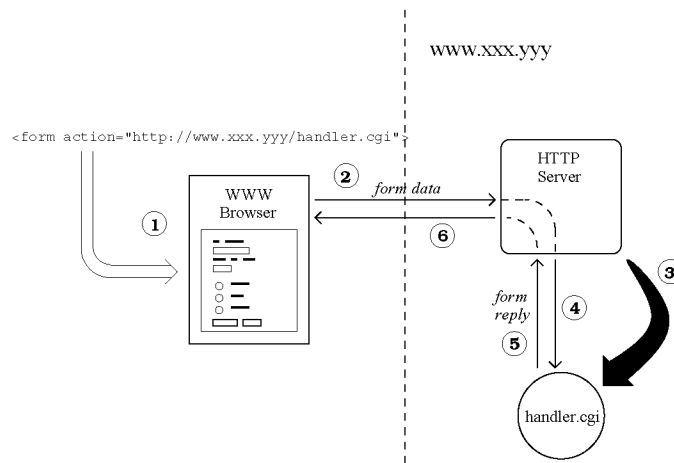 www.xxx.yyy
<form action="http://www.xxx.yyy/handler.cgi">
HTTP
Server
WWW
Browser
1
2
form data
6
3
form
reply
4
5
handler.cgi